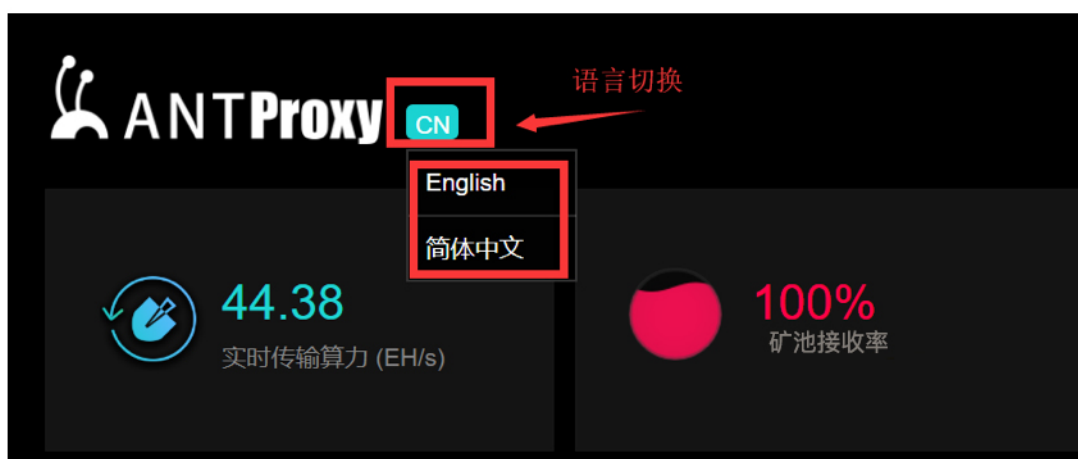 语言切换
ANTProxy
CN
English
简体中文
44.38
实时传输算力 (EH/s)
100%
矿池接收率